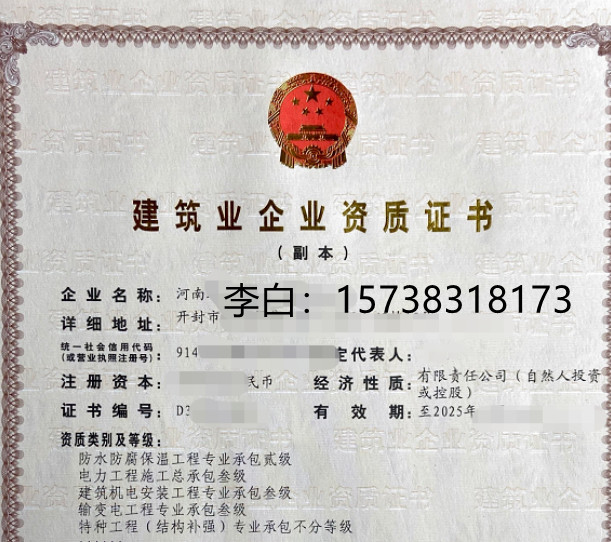 建筑业企业资质证书
（副本）
企业名称：河南
李白：15738318173
详细地址：开封市
统一社会信用代码
（或营业执照注册号）：914
定代表人：
注册资本：
民币
经济性质：有限责任公司（自然人投资
或控股）
证书编号：D3
有效期：至2025年
资质类别及等级：
防水防腐保温工程专业承包贰级
电力工程施工总承包叁级
建筑机电安装工程专业承包叁级
输变电工程专业承包叁级
特种工程（结构补强）专业承包不分等级